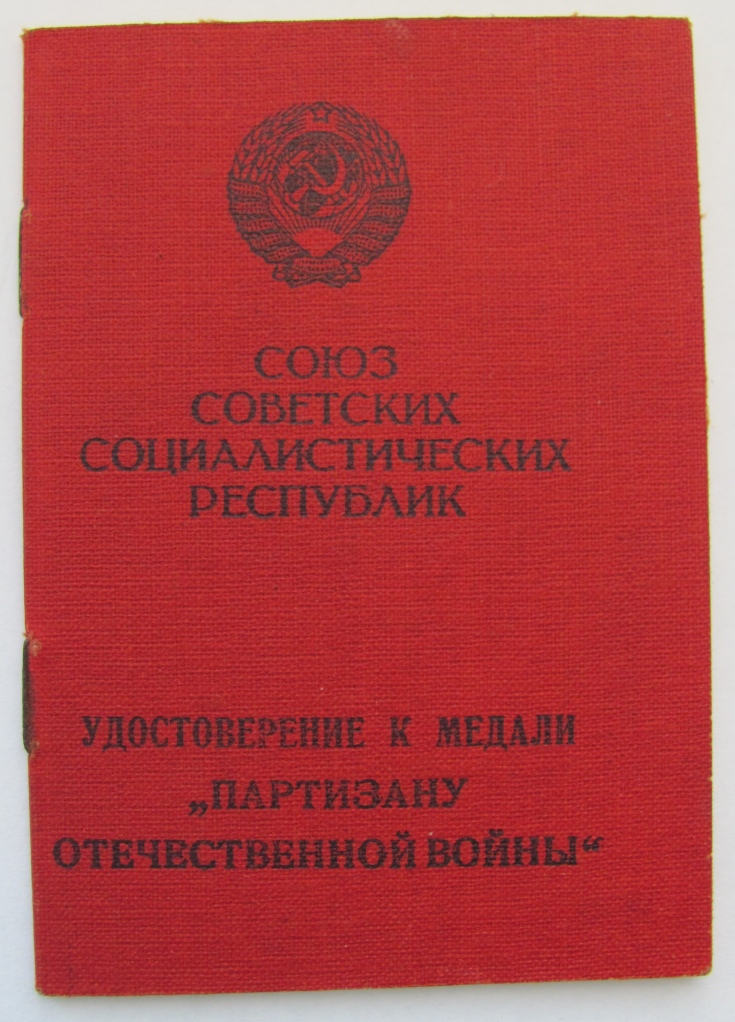 СОЮЗ
СОВЕТСКИХ
СОЦИАЛИСТИЧЕСКИХ
РЕСПУБЛИК
УДОСТОВЕРЕНИЕ К МЕДАЛИ
„ПАРТИЗАНУ
ОТЕЧЕСТВЕННОЙ ВОЙНЫ“